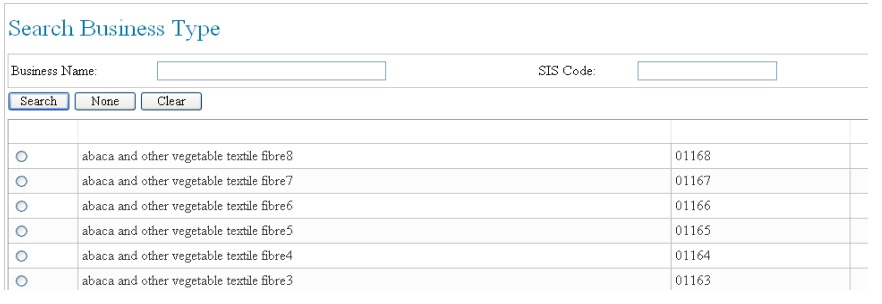 Search Business Type
Business Name: SIS Code:
Search None Clear
abaca and other vegetable textile fibre8 01168
abaca and other vegetable textile fibre7 01167
abaca and other vegetable textile fibre6 01166
abaca and other vegetable textile fibre5 01165
abaca and other vegetable textile fibre4 01164
abaca and other vegetable textile fibre3 01163